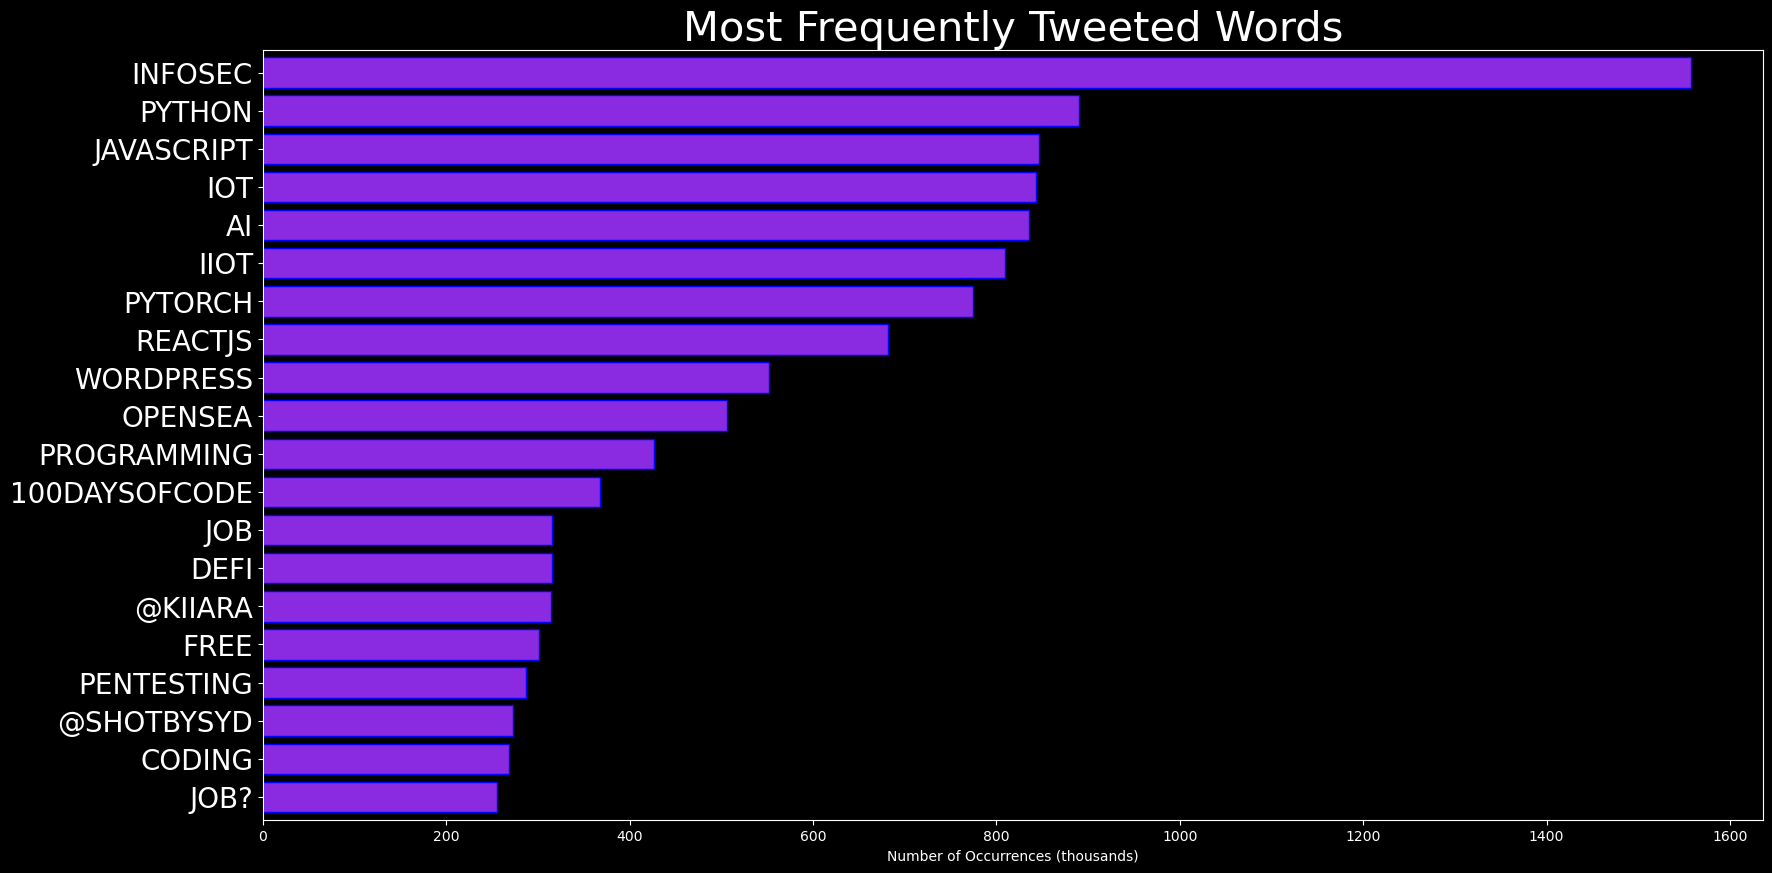 Most Frequently Tweeted Words
INFOSEC
PYTHON
JAVASCRIPT
IOT
AI
IIOT
PYTORCH
REACTJS
WORDPRESS
OPENSEA
PROGRAMMING
100DAYSOFCODE
JOB
DEFI
@KIIARA
FREE
PENTESTING
@SHOTBYSYD
CODING
JOB?
0 200 400 600 800 1000 1200 1400 1600
Number of Occurrences (thousands)